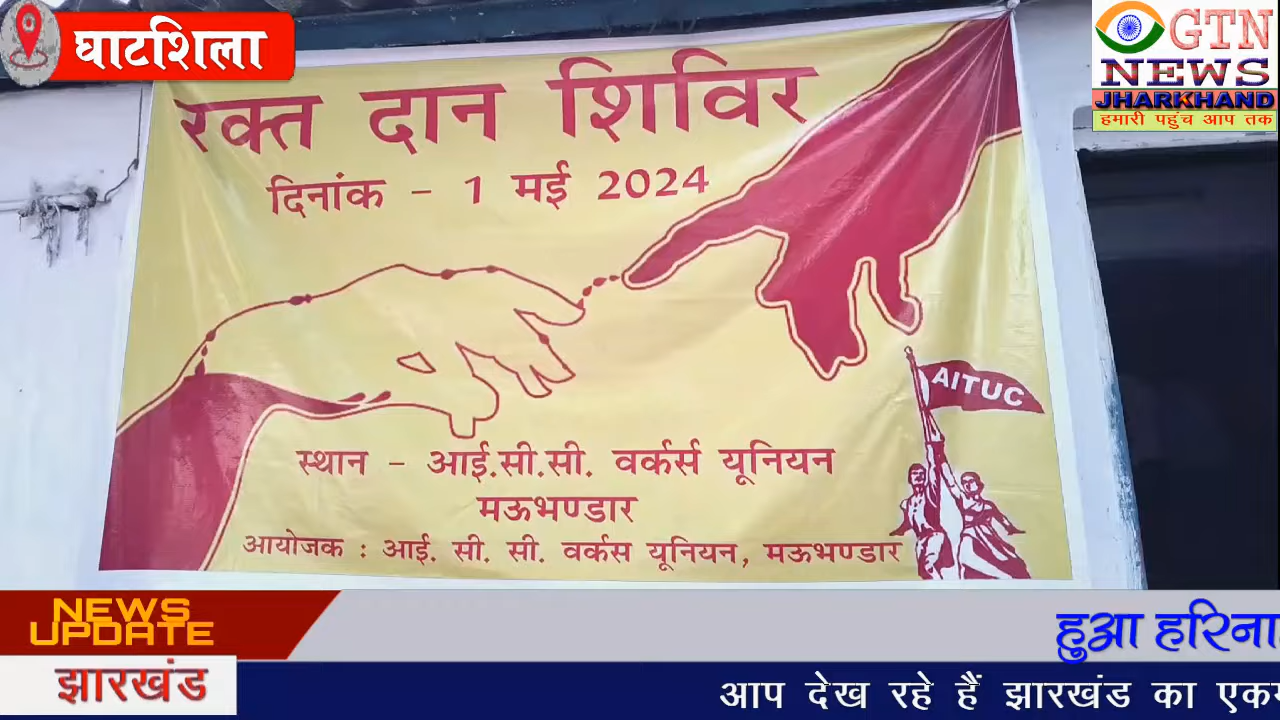 घाटशिला
GTN
NEWS
JHARKHAND
हमारी पहुंच आप तक
रक्त दान शिविर
दिनांक - 1 मई 2024
AITUC
स्थान - आई.सी.सी. वर्कर्स यूनियन
मऊभण्डार
आयोजक : आई. सी. सी. वर्कस यूनियन, मऊभण्डार
NEWS
UPDATE
हुआ हरिना
झारखंड
आप देख रहे हैं झारखंड का